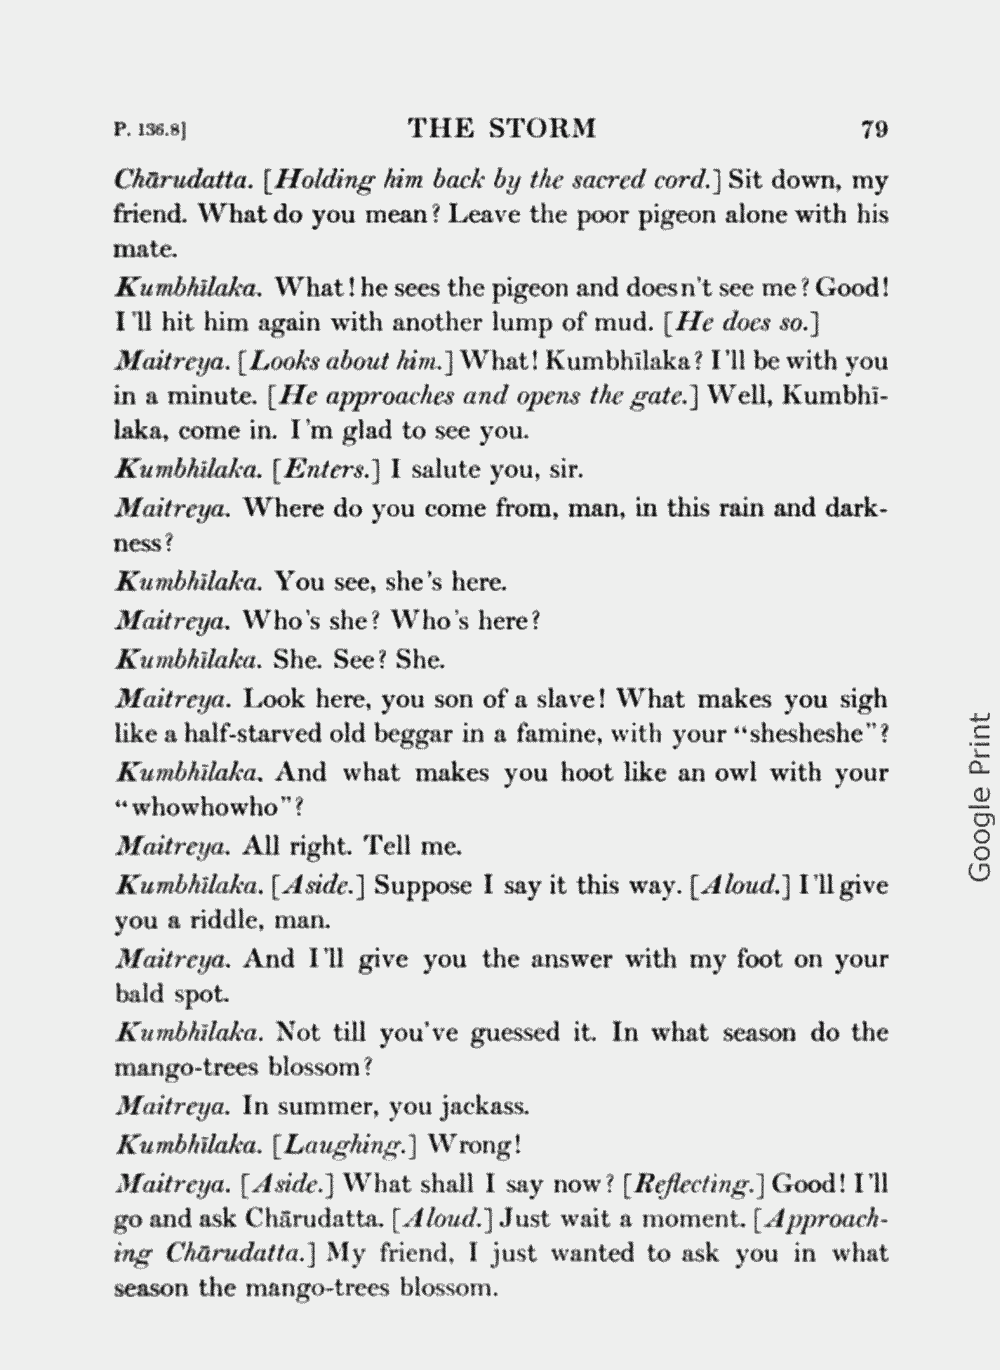 P. 136.8] THE STORM 79
Chārudatta. [Holding him back by the sacred cord.] Sit down, my
friend. What do you mean? Leave the poor pigeon alone with his
mate.
Kumbhīlaka. What! he sees the pigeon and doesn't see me? Good!
I'll hit him again with another lump of mud. [He does so.]
Maitreya. [Looks about him.] What! Kumbhīlaka? I'll be with you
in a minute. [He approaches and opens the gate.] Well, Kumbhī-
laka, come in. I'm glad to see you.
Kumbhīlaka. [Enters.] I salute you, sir.
Maitreya. Where do you come from, man, in this rain and dark-
ness?
Kumbhīlaka. You see, she's here.
Maitreya. Who's she? Who's here?
Kumbhīlaka. She. See? She.
Maitreya. Look here, you son of a slave! What makes you sigh
like a half-starved old beggar in a famine, with your "shesheshe"?
Kumbhīlaka. And what makes you hoot like an owl with your
"whowhowho"?
Maitreya. All right. Tell me.
Kumbhīlaka. [Aside.] Suppose I say it this way. [Aloud.] I'll give
you a riddle, man.
Maitreya. And I'll give you the answer with my foot on your
bald spot.
Kumbhīlaka. Not till you've guessed it. In what season do the
mango-trees blossom?
Maitreya. In summer, you jackass.
Kumbhīlaka. [Laughing.] Wrong!
Maitreya. [Aside.] What shall I say now? [Reflecting.] Good! I'll
go and ask Chārudatta. [Aloud.] Just wait a moment. [Approach-
ing Chārudatta.] My friend, I just wanted to ask you in what
season the mango-trees blossom.
Google Print